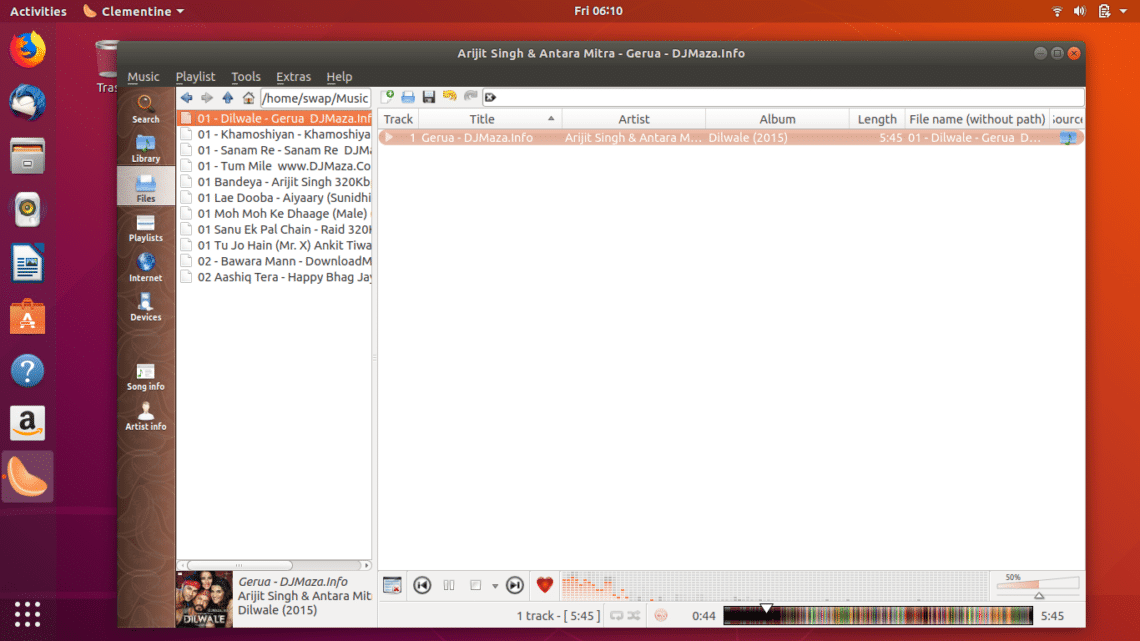 Activities Clementine Fri 06:10
Arijit Singh & Antara Mitra - Gerua - DJMaza.Info
Music Playlist Tools Extras Help
/home/swap/Music
Search
Library
Files
Playlists
Internet
Devices
Song info
Artist info
01 - Dilwale - Gerua DJMaza.Inf
01 - Khamoshiyan - Khamoshiya
01 - Sanam Re - Sanam Re DJMa
01 - Tum Mile www.DJMaza.Co
01 Bandeya - Arijit Singh 320Kb
01 Lae Dooba - Aiyaary (Sunidhi
01 Moh Moh Ke Dhaage (Male)
01 Sanu Ek Pal Chain - Raid 320K
01 Tu Jo Hain (Mr. X) Ankit Tiwa
02 - Bawara Mann - DownloadM
02 Aashiq Tera - Happy Bhag Jay
Track Title Artist Album Length File name (without path) Source
1 Gerua - DJMaza.Info Arijit Singh & Antara M... Dilwale (2015) 5:45 01 - Dilwale - Gerua D...
Tras
a
DILWALE
Gerua - DJMaza.Info
Arijit Singh & Antara Mit
Dilwale (2015)
50%
1 track - [ 5:45 ] 0:44 5:45